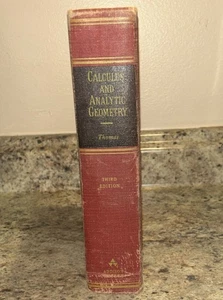 CALCULUS
AND
ANALYTIC
GEOMETRY
Thomas
THIRD
EDITION